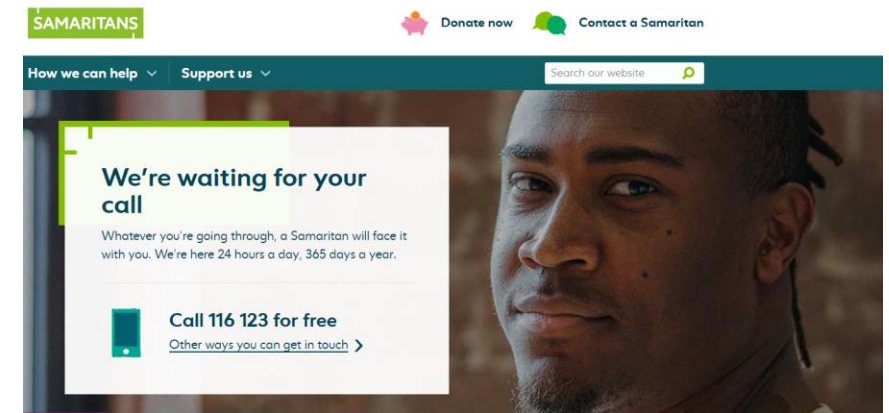 SAMARITANS
Donate now
Contact a Samaritan
How we can help
Support us
Search our website
We're waiting for your
call
Whatever you're going through, a Samaritan will face it
with you. We're here 24 hours a day, 365 days a year.
Call 116 123 for free
Other ways you can get in touch